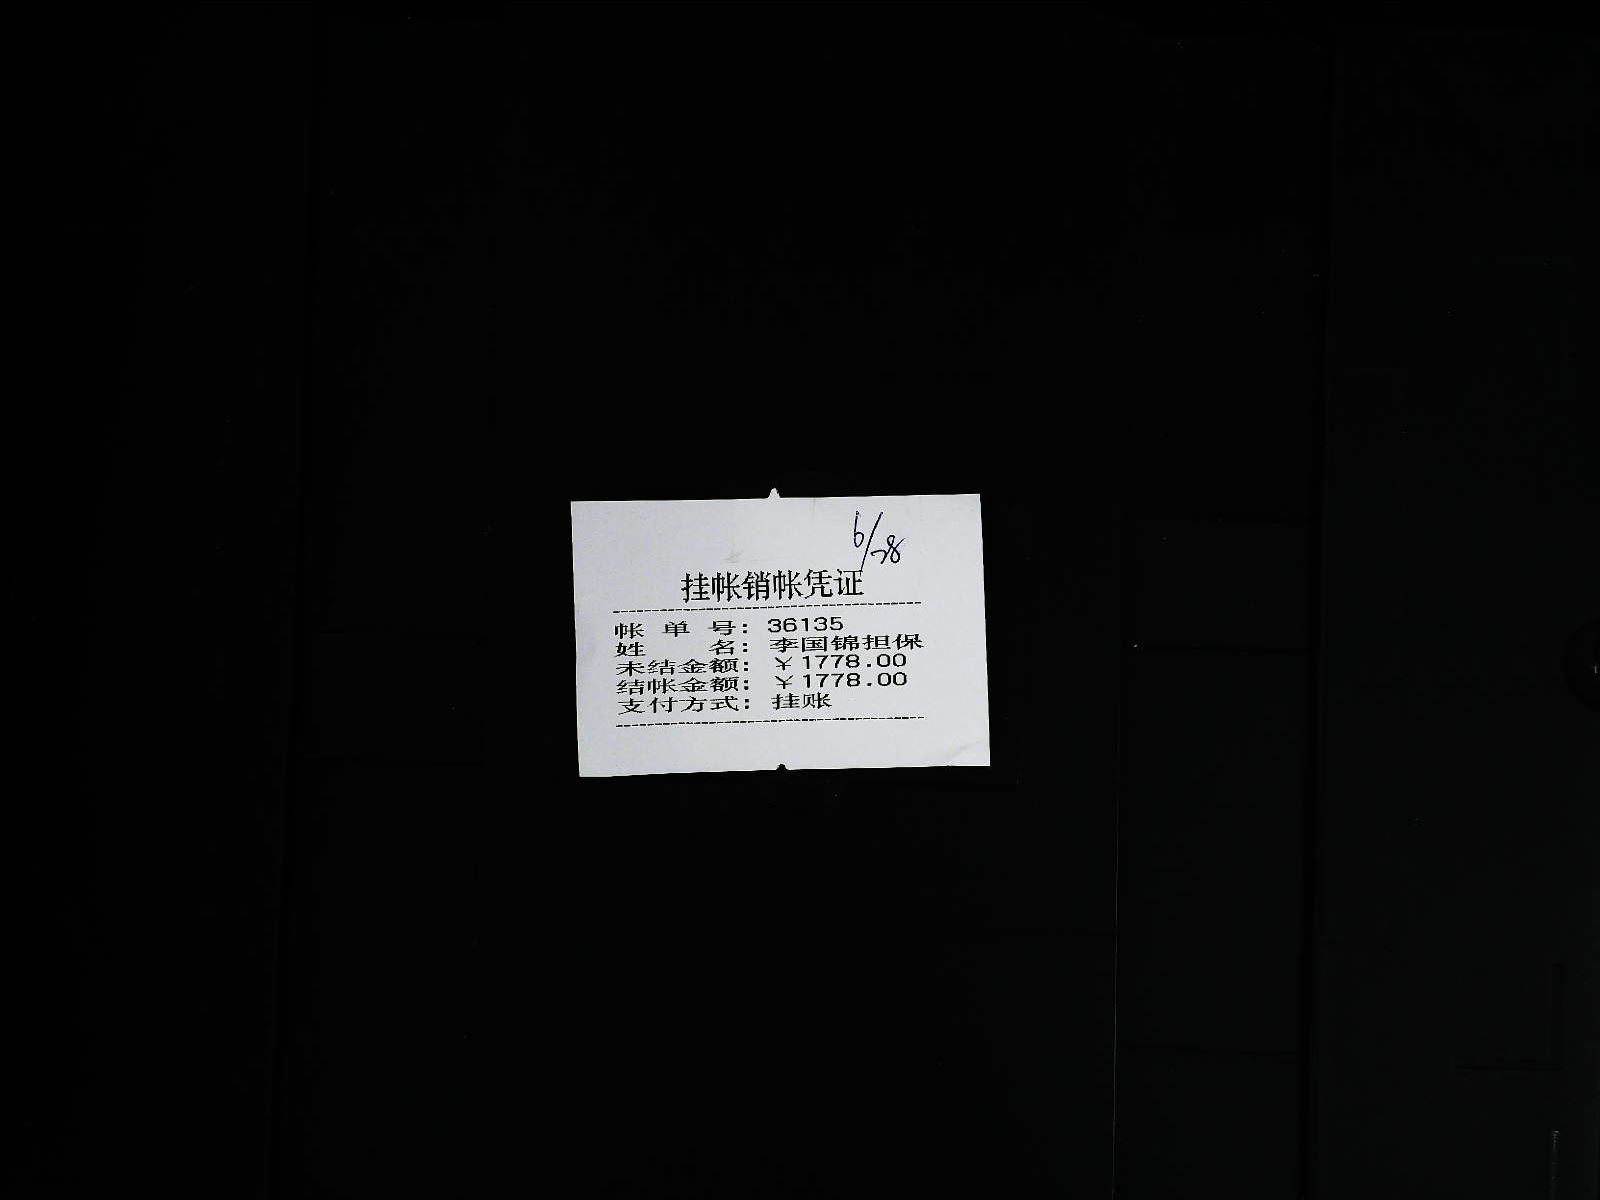 6/28
挂帐销帐凭证
帐 单 号: 36135
姓 名: 李国锦担保
未结金额: ￥1778.00
结帐金额: ￥1778.00
支付方式: 挂账